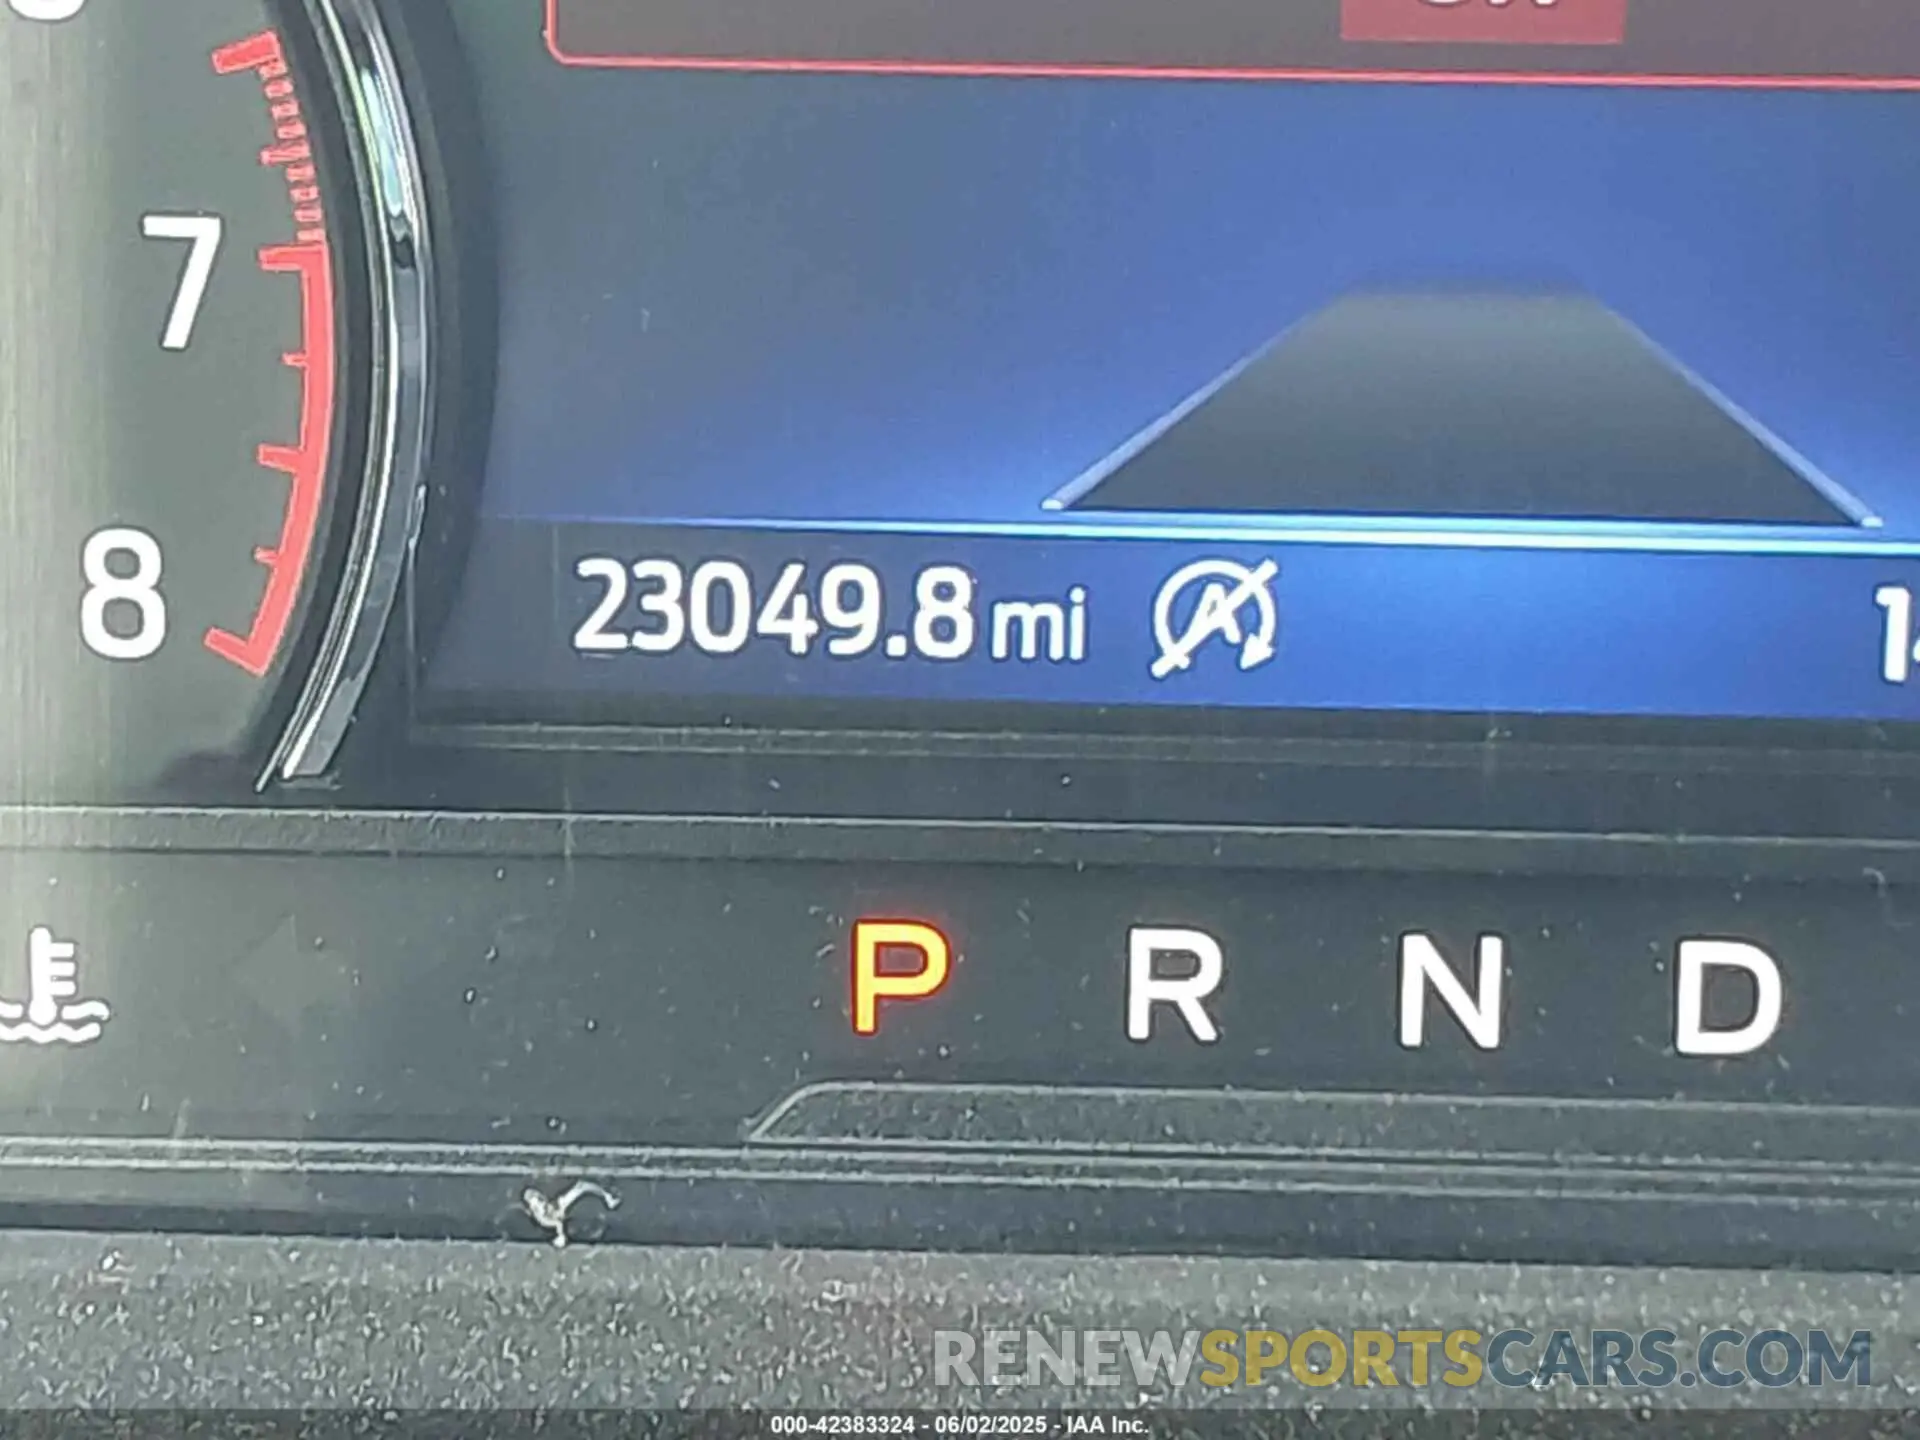 7
8
23049.8 mi
P R N D
RENEWSPORTSCARS.COM
000-42383324 - 06/02/2025 - IAA Inc.